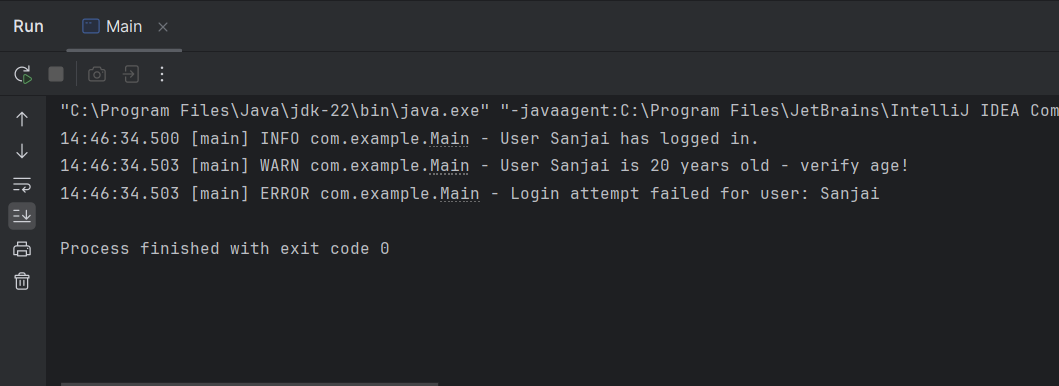 Run Main
"C:\Program Files\Java\jdk-22\bin\java.exe" "-javaagent:C:\Program Files\JetBrains\IntelliJ IDEA Com
14:46:34.500 [main] INFO com.example.Main - User Sanjai has logged in.
14:46:34.503 [main] WARN com.example.Main - User Sanjai is 20 years old - verify age!
14:46:34.503 [main] ERROR com.example.Main - Login attempt failed for user: Sanjai
Process finished with exit code 0